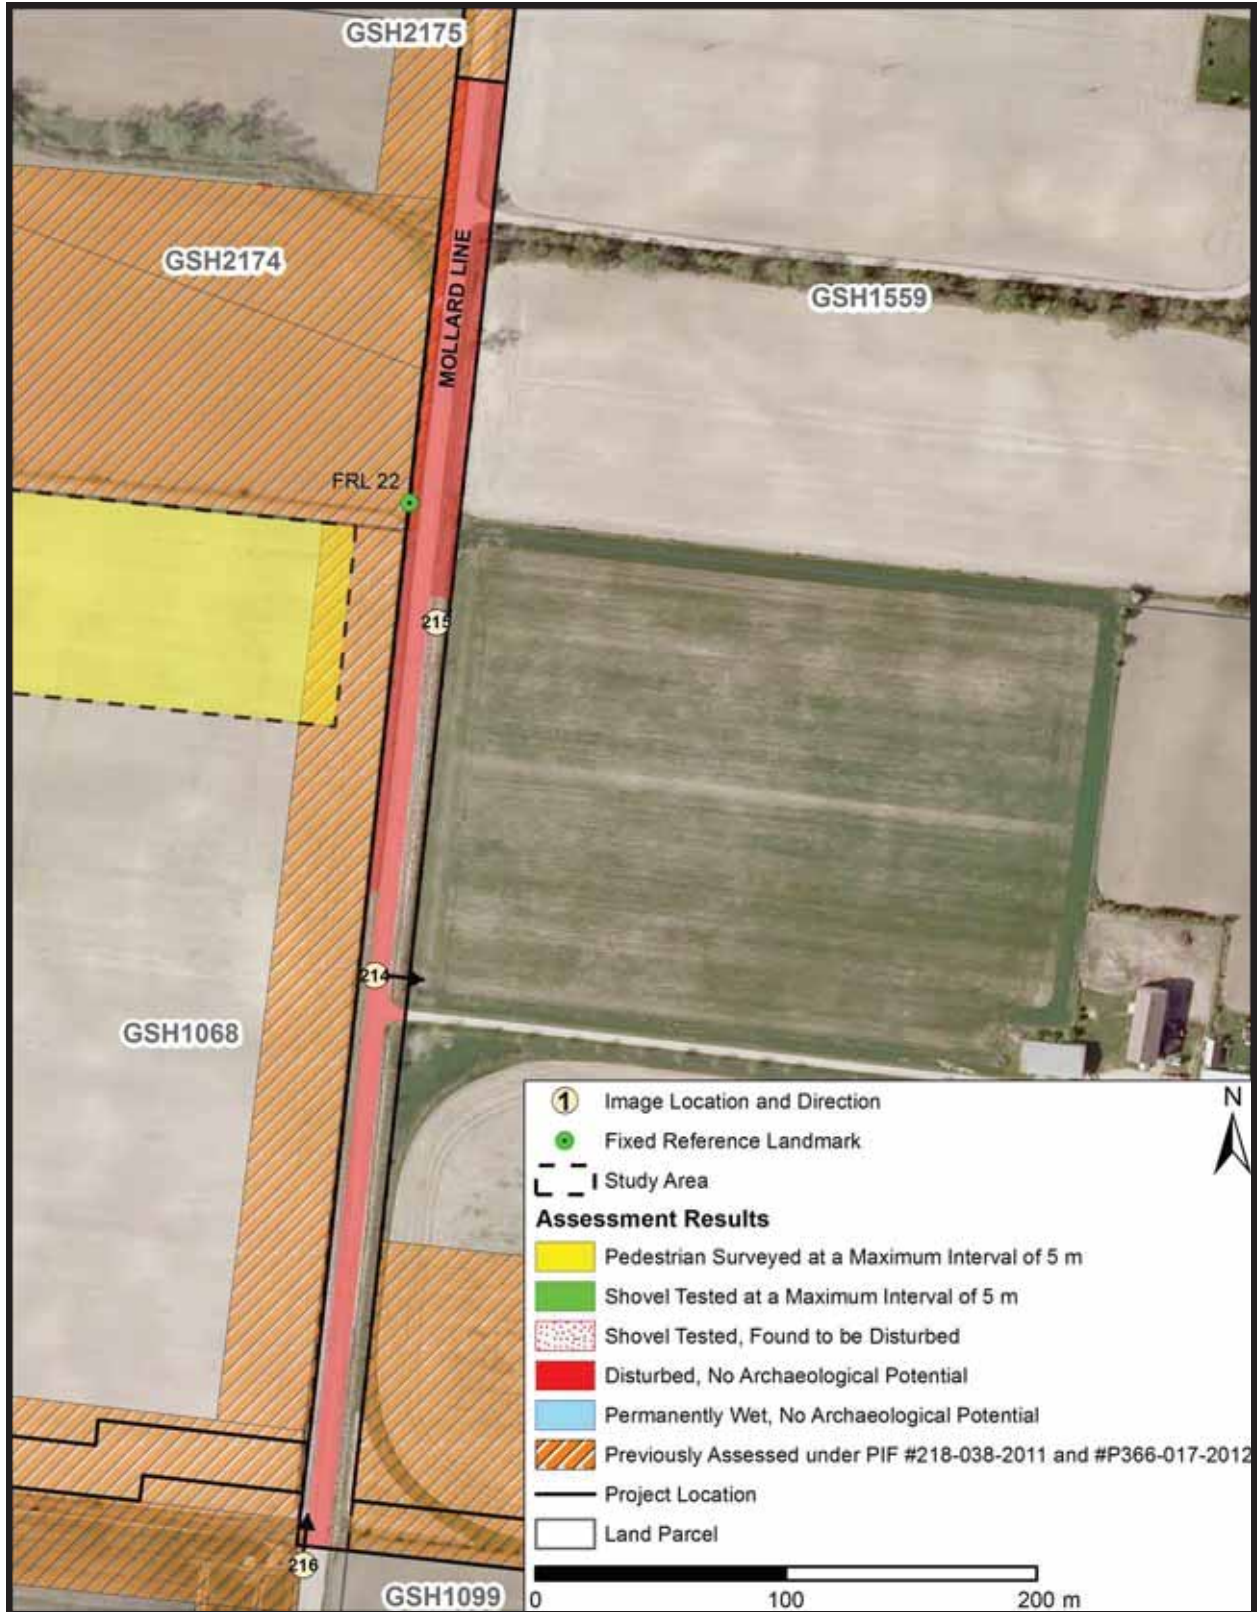 GSH2175
GSH2174
MOLLARD LINE
GSH1559
FRL 22
215
214
GSH1068
216
GSH1099
1 Image Location and Direction
Fixed Reference Landmark
Study Area
Assessment Results
Pedestrian Surveyed at a Maximum Interval of 5 m
Shovel Tested at a Maximum Interval of 5 m
Shovel Tested, Found to be Disturbed
Disturbed, No Archaeological Potential
Permanently Wet, No Archaeological Potential
Previously Assessed under PIF #218-038-2011 and #P366-017-2012
Project Location
Land Parcel
N
0 100 200 m